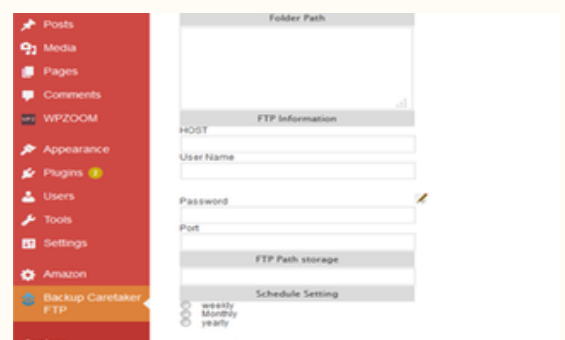 Posts
Media
Pages
Comments
WPZOOM
Appearance
Plugins 2
Users
Tools
Settings
Amazon
Backup Caretaker
FTP
Folder Path
FTP Information
HOST
User Name
Password
Port
FTP Path storage
Schedule Setting
weekly
Monthly
yearly